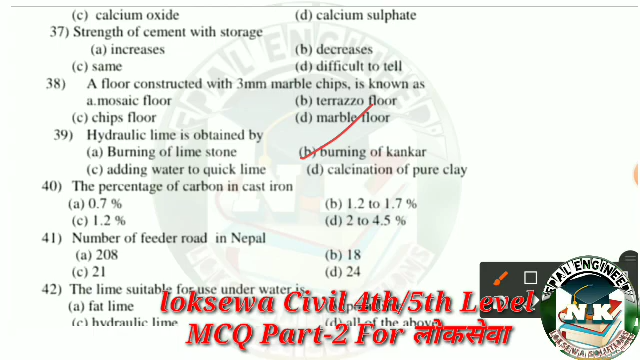 (c) calcium oxide (d) calcium sulphate
37) Strength of cement with storage
(a) increases (b) decreases
(c) same (d) difficult to tell
38) A floor constructed with 3mm marble chips, is known as
a.mosaic floor (b) terrazzo floor
(c) chips floor (d) marble floor
39) Hydraulic lime is obtained by
(a) Burning of lime stone (b) burning of kankar
(c) adding water to quick lime (d) calcination of pure clay
40) The percentage of carbon in cast iron
(a) 0.7 % (b) 1.2 to 1.7 %
(c) 1.2 % (d) 2 to 4.5 %
41) Number of feeder road in Nepal
(a) 208 (b) 18
(c) 21 (d) 24
42) The lime suitable for use under water is
(a) fat lime
(c) hydraulic lime (d) all of the above
loksewa Civil 4th/5th Level
MCQ Part-2 For लोकसेवा
NK